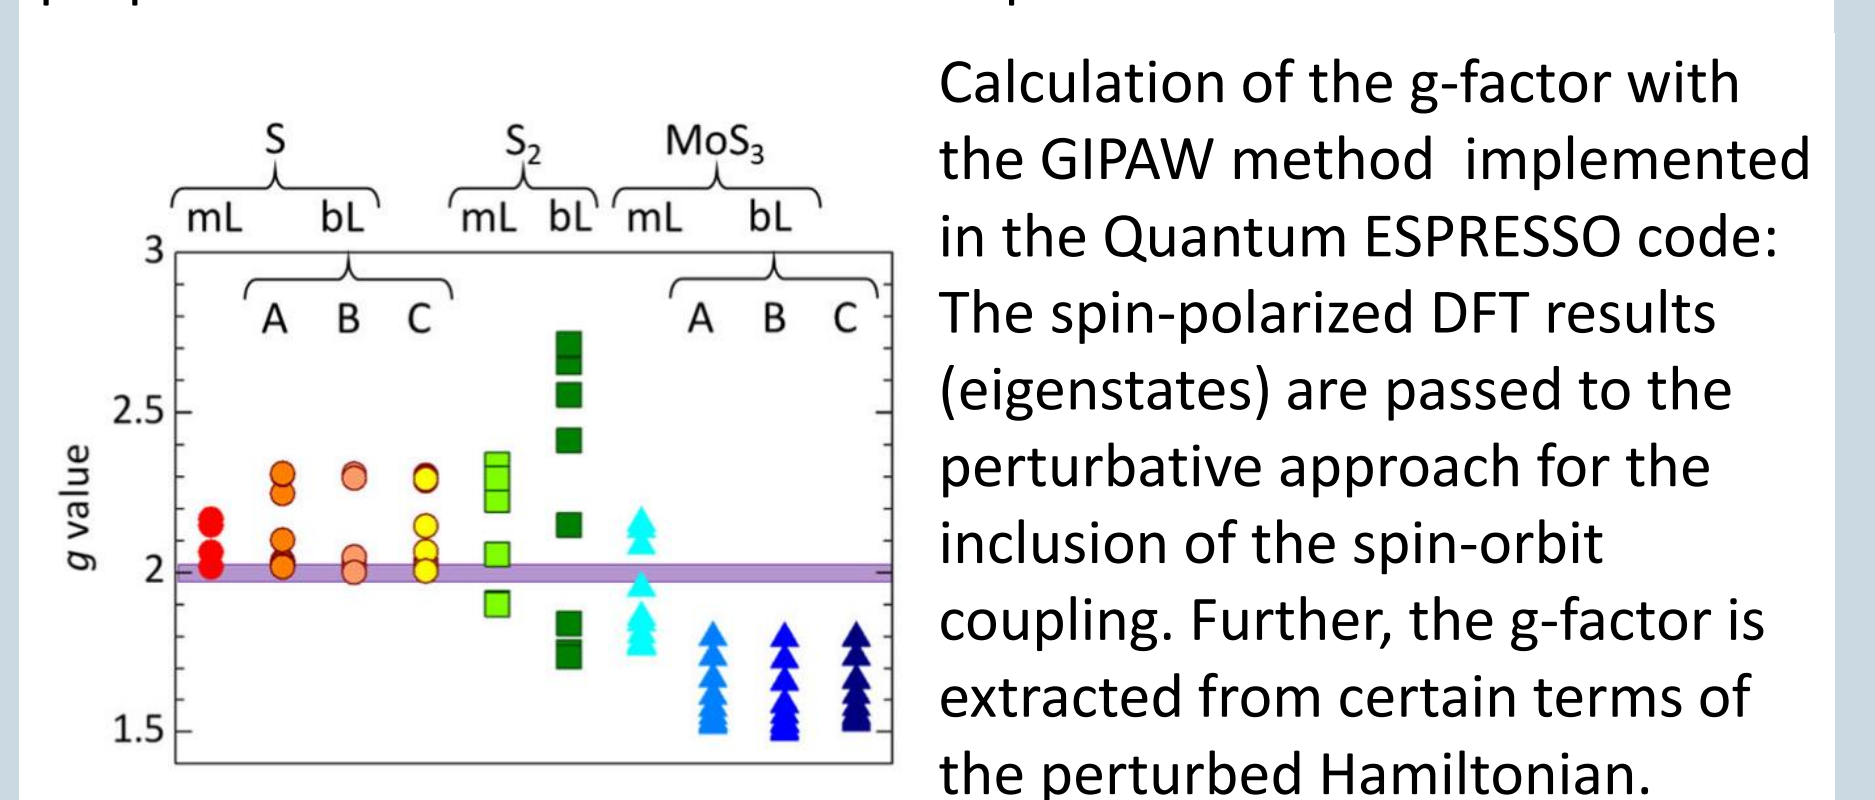 S S₂ MoS₃
mL bL mL bL mL bL
A B C A B C
3
2.5
2
1.5
g value
Calculation of the g-factor with
the GIPAW method implemented
in the Quantum ESPRESSO code:
The spin-polarized DFT results
(eigenstates) are passed to the
perturbative approach for the
inclusion of the spin-orbit
coupling. Further, the g-factor is
extracted from certain terms of
the perturbed Hamiltonian.